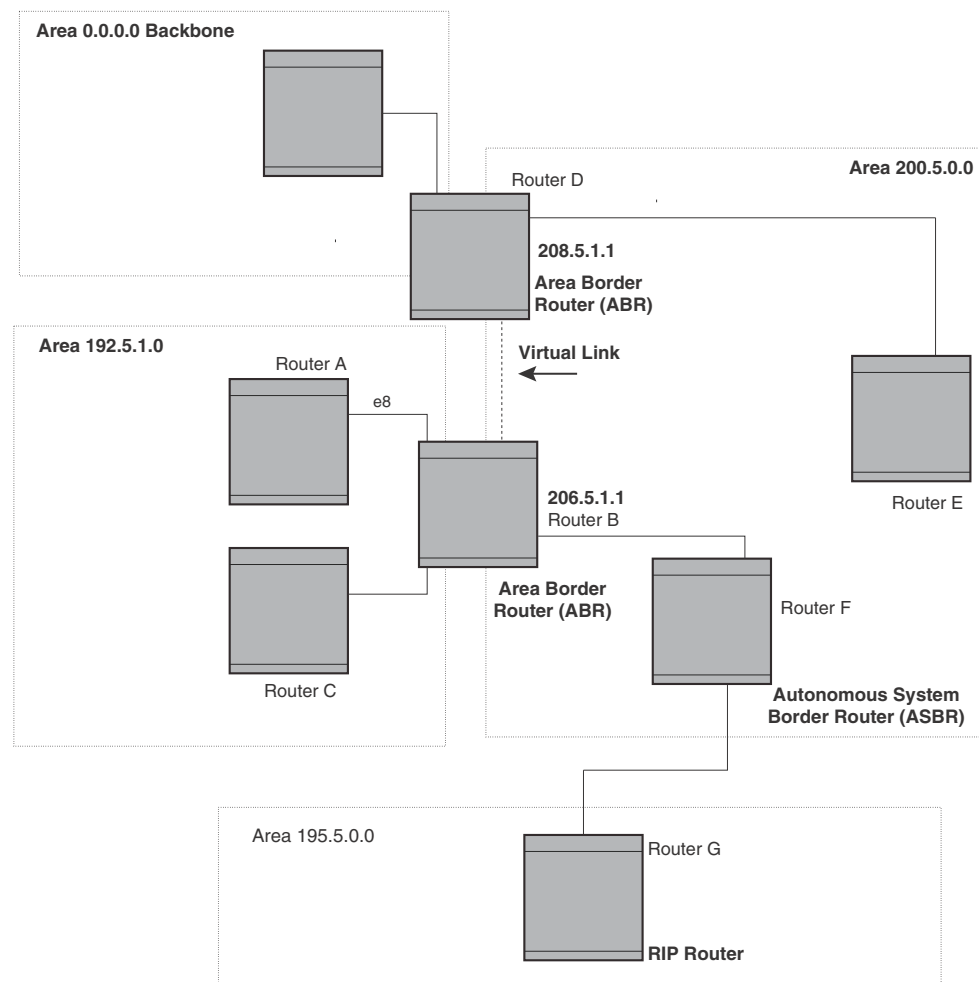 Area 0.0.0.0 Backbone
Area 200.5.0.0
Router D
208.5.1.1
Area Border
Router (ABR)
Area 192.5.1.0
Virtual Link
Router A
e8
206.5.1.1
Router B
Router E
Area Border
Router (ABR)
Router F
Router C
Autonomous System
Border Router (ASBR)
Area 195.5.0.0
Router G
RIP Router